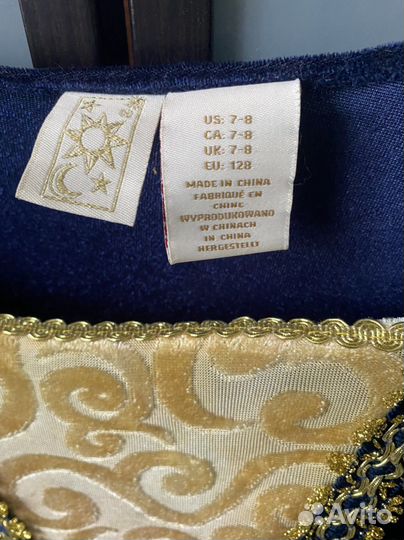 US: 7-8
CA: 7-8
UK: 7-8
EU: 128
MADE IN CHINA
FABRIQUÉ EN
CHINE
WYPRODUKOWANO
W CHINACH
IN CHINA
HERGESTELLT
Avito